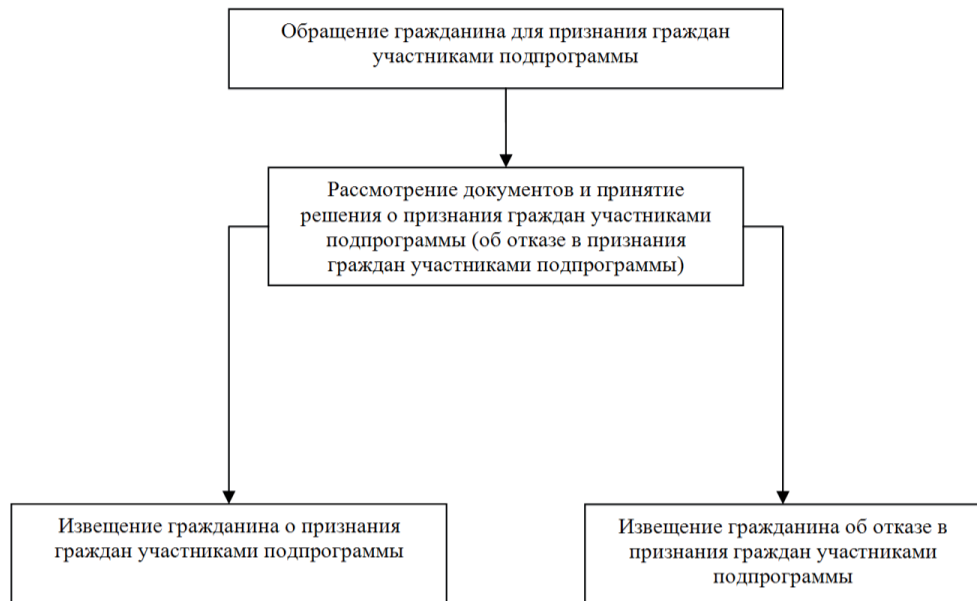 Обращение гражданина для признания граждан
участниками подпрограммы
Рассмотрение документов и принятие
решения о признания граждан участниками
подпрограммы (об отказе в признания
граждан участниками подпрограммы)
Извещение гражданина о признания
граждан участниками подпрограммы
Извещение гражданина об отказе в
признания граждан участниками
подпрограммы